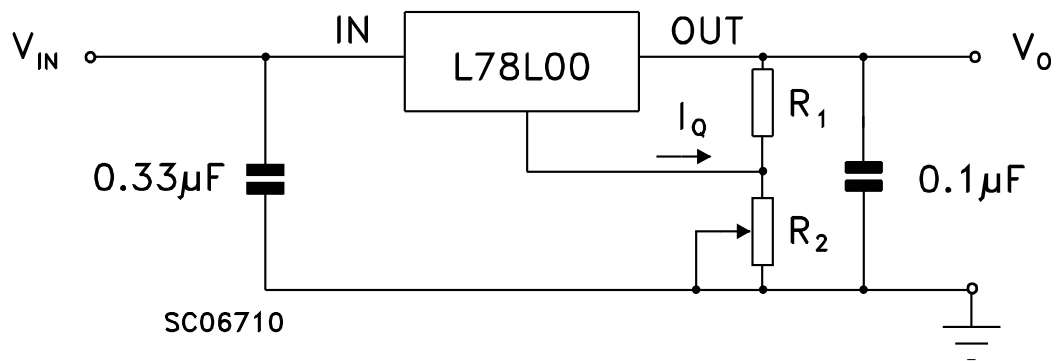 V_IN
IN
L78L00
OUT
V_O
R_1
I_Q
0.33µF
0.1µF
R_2
SC06710